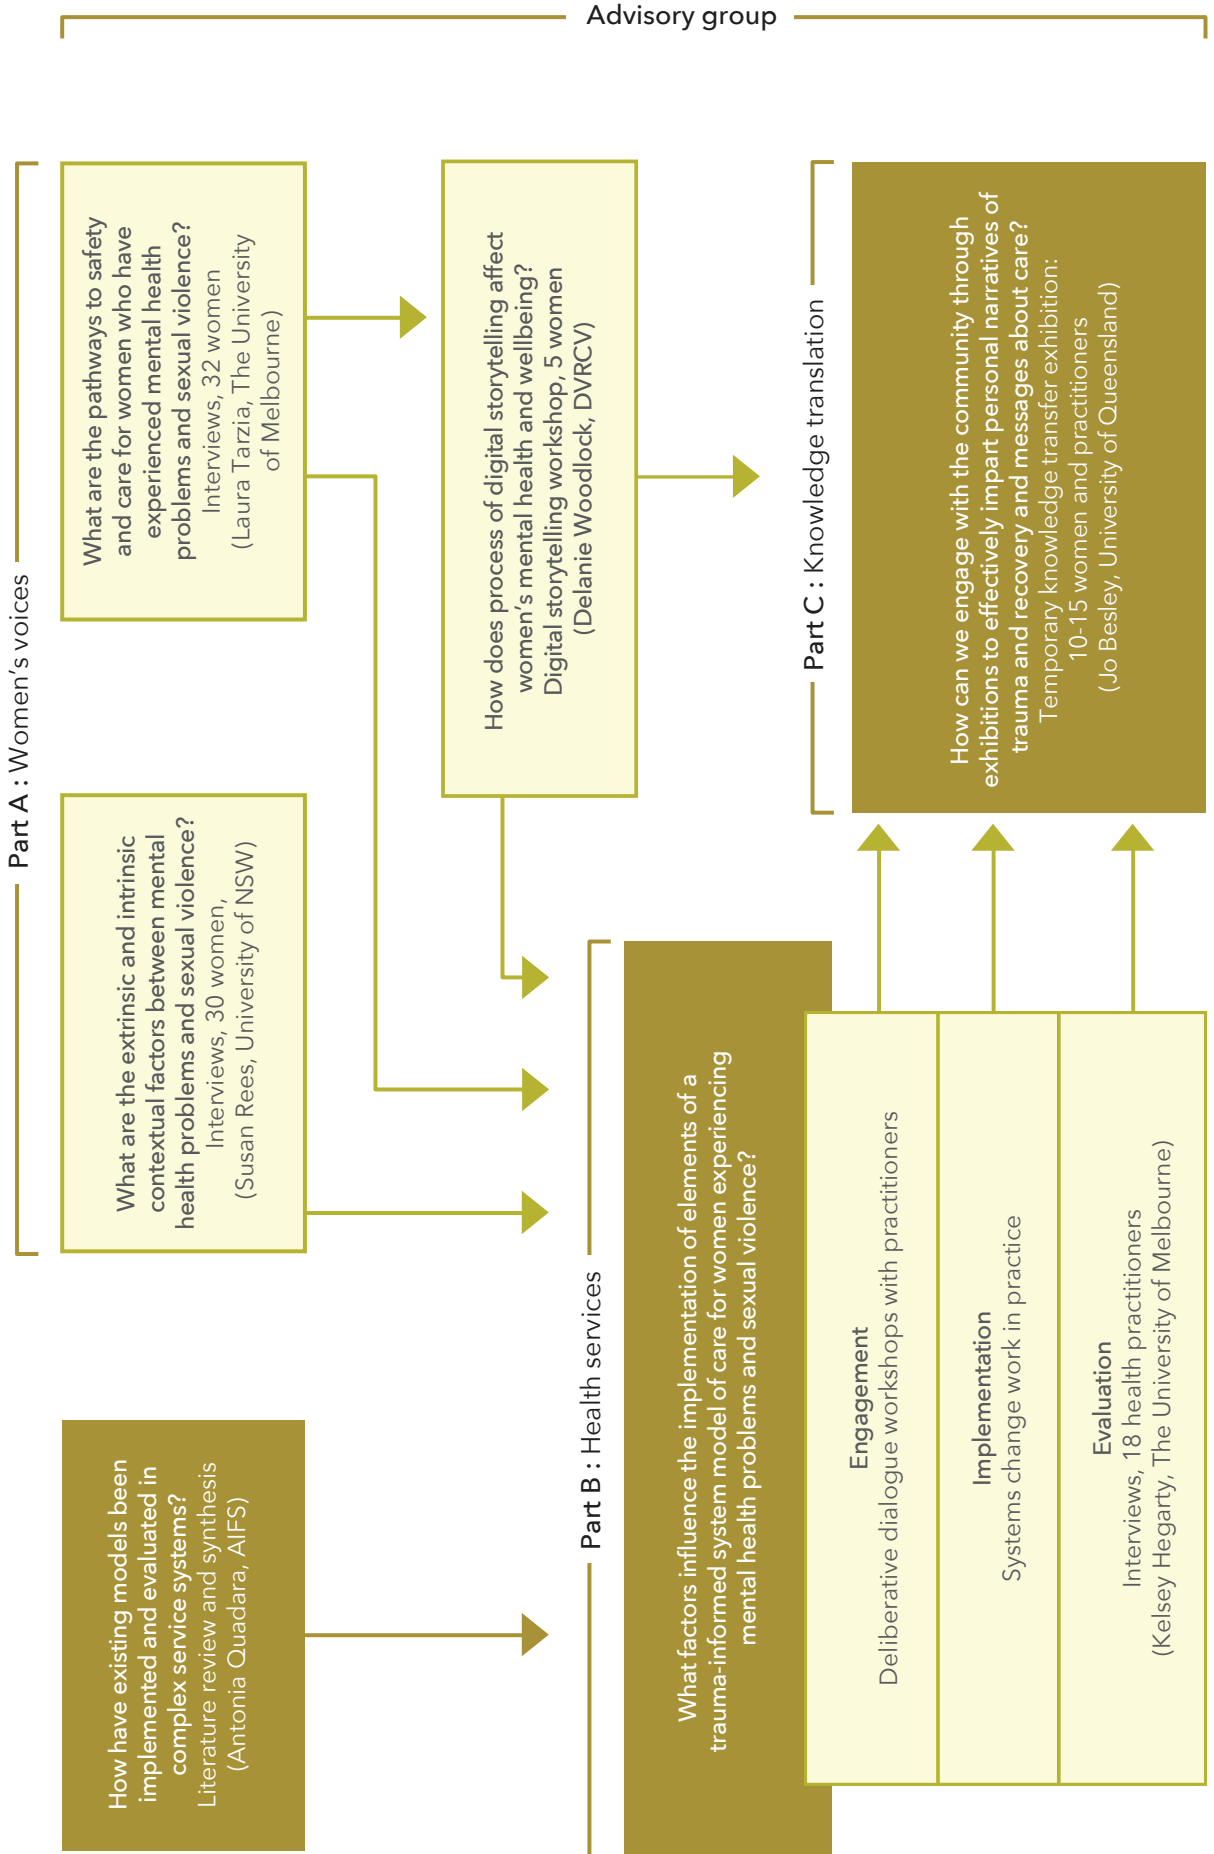 Advisory group
Part A : Women's voices
How have existing models been
implemented and evaluated in
complex service systems?
Literature review and synthesis
(Antonia Quadara, AIFS)
What are the extrinsic and intrinsic
contextual factors between mental
health problems and sexual violence?
Interviews, 30 women,
(Susan Rees, University of NSW)
What are the pathways to safety
and care for women who have
experienced mental health
problems and sexual violence?
Interviews, 32 women
(Laura Tarzia, The University
of Melbourne)
How does process of digital storytelling affect
women's mental health and wellbeing?
Digital storytelling workshop, 5 women
(Delanie Woodlock, DVRCV)
Part B : Health services
What factors influence the implementation of elements of a
trauma-informed system model of care for women experiencing
mental health problems and sexual violence?
Engagement
Deliberative dialogue workshops with practitioners
Implementation
Systems change work in practice
Evaluation
Interviews, 18 health practitioners
(Kelsey Hegarty, The University of Melbourne)
Part C : Knowledge translation
How can we engage with the community through
exhibitions to effectively impart personal narratives of
trauma and recovery and messages about care?
Temporary knowledge transfer exhibition:
10-15 women and practitioners
(Jo Besley, University of Queensland)